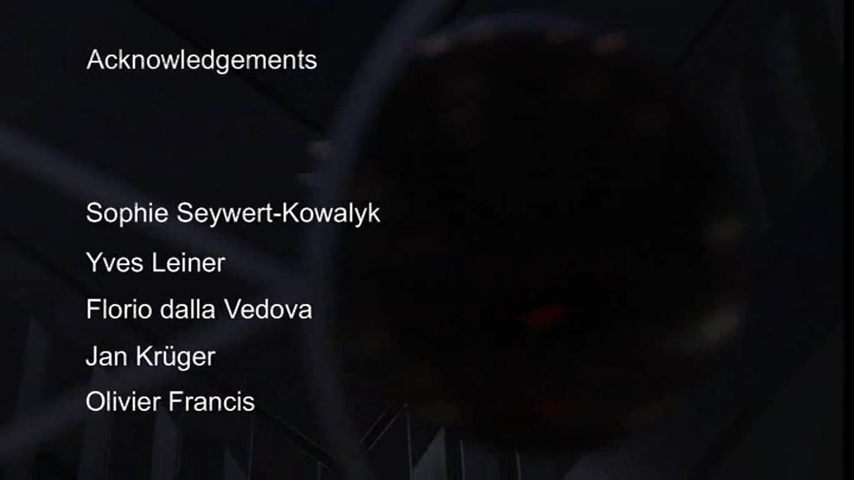 Acknowledgements
Sophie Seywert-Kowalyk
Yves Leiner
Florio dalla Vedova
Jan Krüger
Olivier Francis